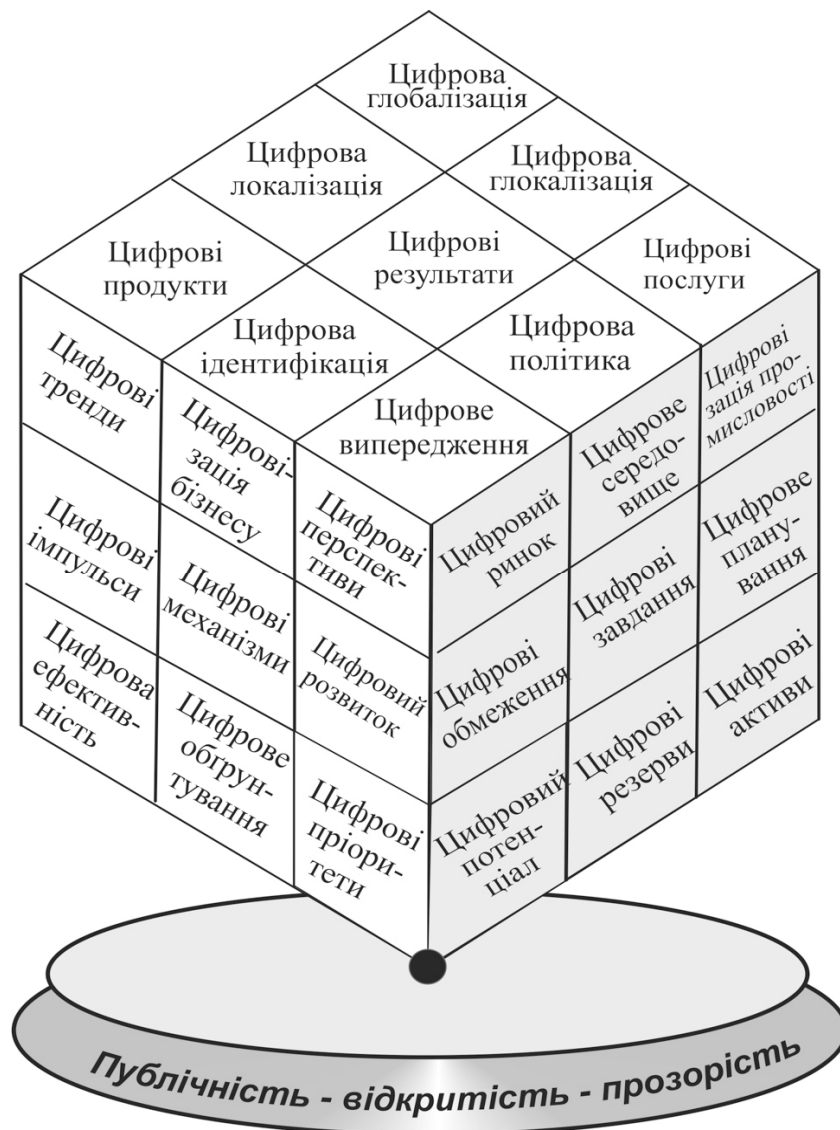 Цифрова
глобалізація
Цифрова
локалізація
Цифрова
глокалізація
Цифрові
продукти
Цифрові
результати
Цифрові
послуги
Цифрова
ідентифікація
Цифрова
політика
Цифрове
випередження
Цифрові
тренди
Цифрові-
зація
бізнесу
Цифрові
перспек-
тиви
Цифрові
імпульси
Цифрові
механізми
Цифровий
розвиток
Цифрова
ефектив-
ність
Цифрове
обґрун-
тування
Цифрові
пріори-
тети
Цифровий
ринок
Цифрове
середо-
вище
Цифрові
зація про-
мисловості
Цифрові
обмеження
Цифрові
завдання
Цифрове
плану-
вання
Цифровий
потен-
ціал
Цифрові
резерви
Цифрові
активи
Публічність - відкритість - прозорість